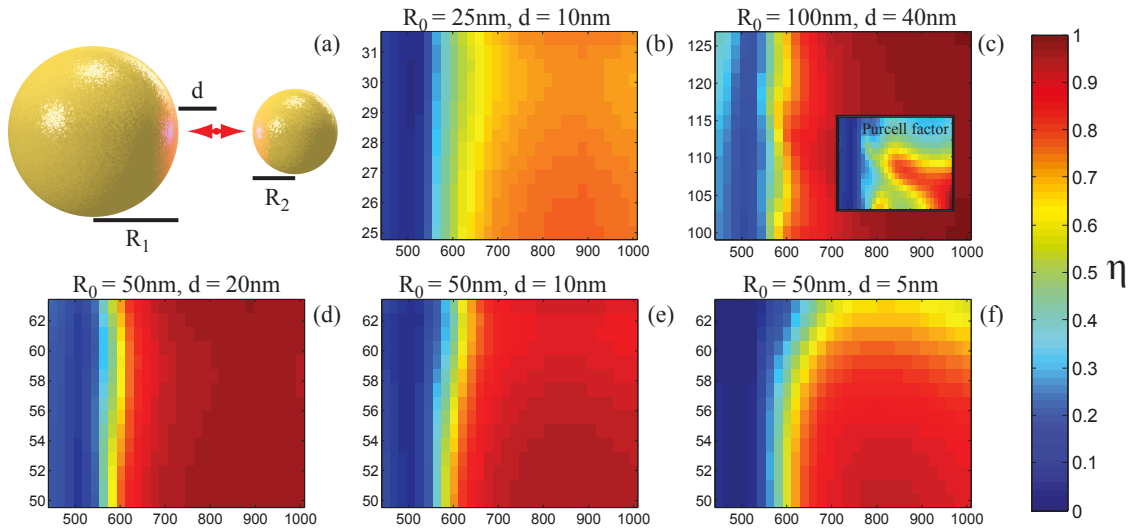 (a)
d
R₂
R₁
R₀ = 25nm, d = 10nm
(b)
31
30
29
28
27
26
25
500 600 700 800 900 1000
R₀ = 100nm, d = 40nm
(c)
125
120
115
110
105
100
Purcell factor
500 600 700 800 900 1000
R₀ = 50nm, d = 20nm
(d)
62
60
58
56
54
52
50
500 600 700 800 900 1000
R₀ = 50nm, d = 10nm
(e)
62
60
58
56
54
52
50
500 600 700 800 900 1000
R₀ = 50nm, d = 5nm
(f)
62
60
58
56
54
52
50
500 600 700 800 900 1000
1
0.9
0.8
0.7
0.6
0.5
0.4
0.3
0.2
0.1
0
η